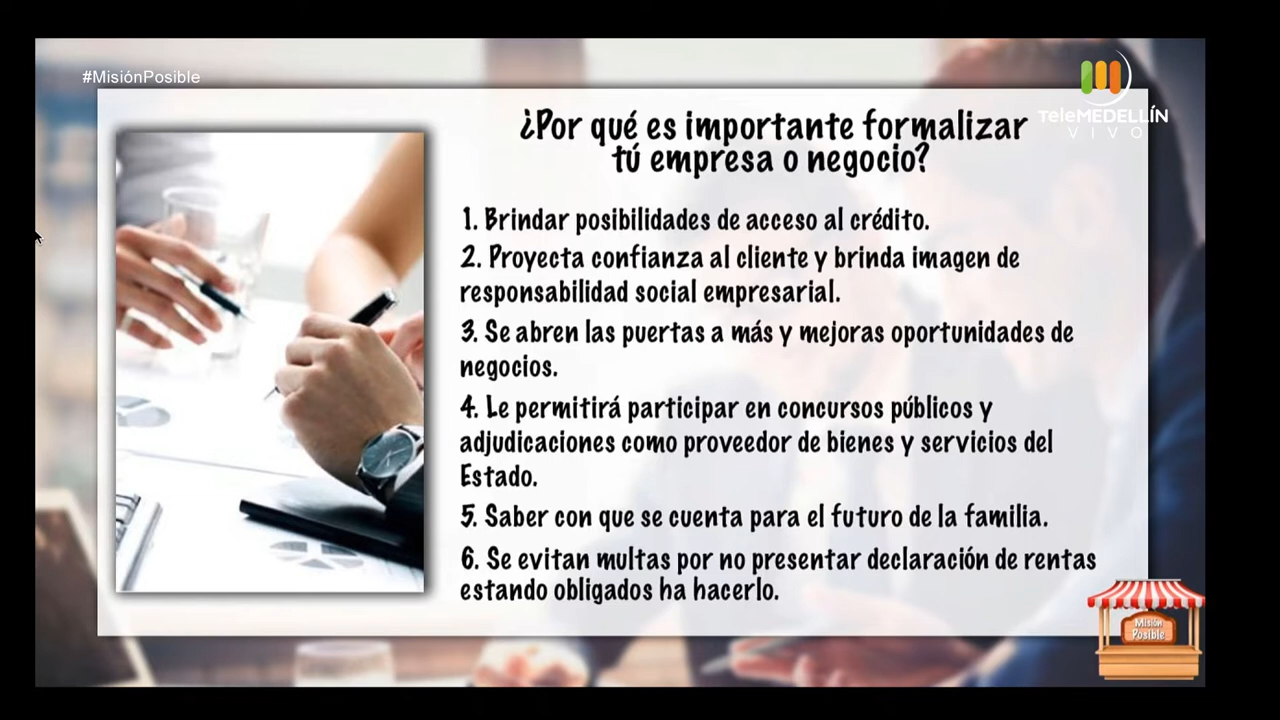 #MisiónPosible
TeleMEDELLÍN
VIVO
¿Por qué es importante formalizar
tú empresa o negocio?
1. Brindar posibilidades de acceso al crédito.
2. Proyecta confianza al cliente y brinda imagen de
responsabilidad social empresarial.
3. Se abren las puertas a más y mejoras oportunidades de
negocios.
4. Le permitirá participar en concursos públicos y
adjudicaciones como proveedor de bienes y servicios del
Estado.
5. Saber con que se cuenta para el futuro de la familia.
6. Se evitan multas por no presentar declaración de rentas
estando obligados ha hacerlo.
Misión
Posible